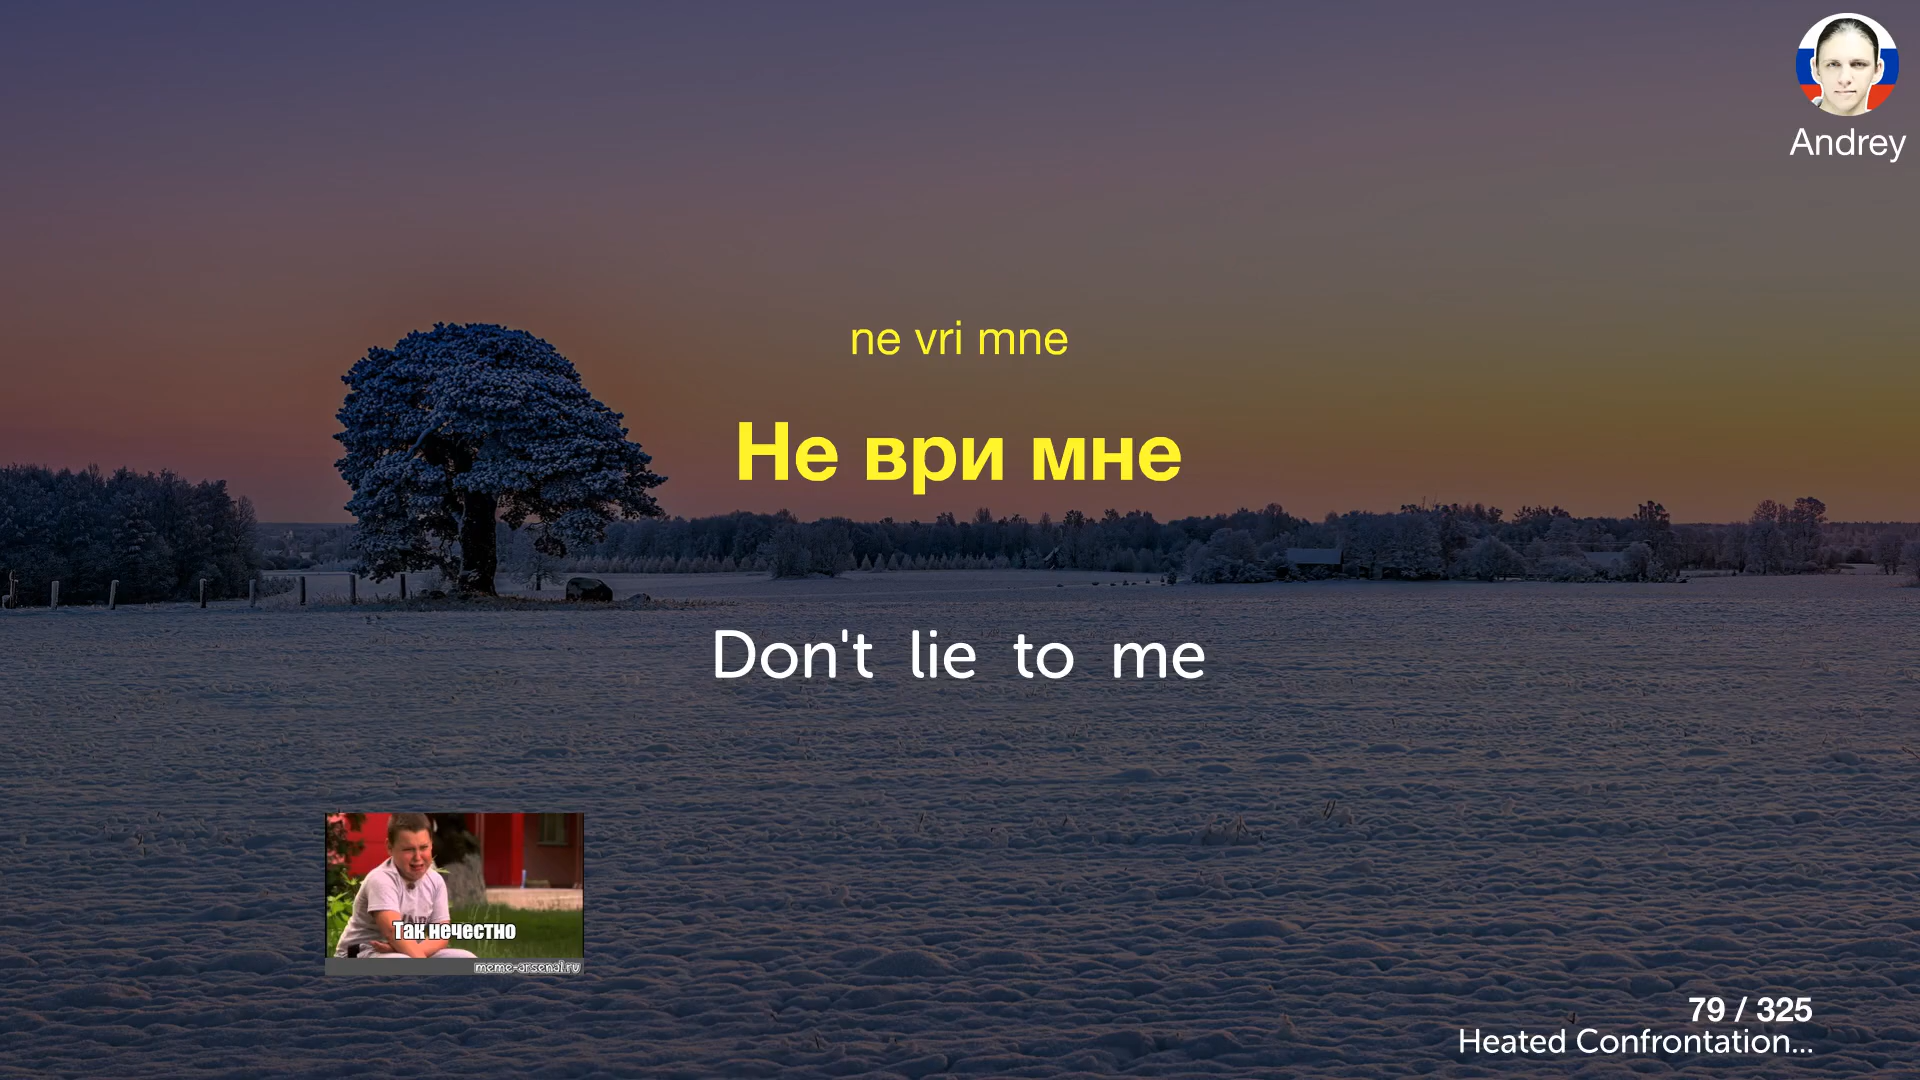 Andrey
ne vri mne
Не ври мне
Don't lie to me
Так нечестно
meme-arsenal.ru
79 / 325
Heated Confrontation...